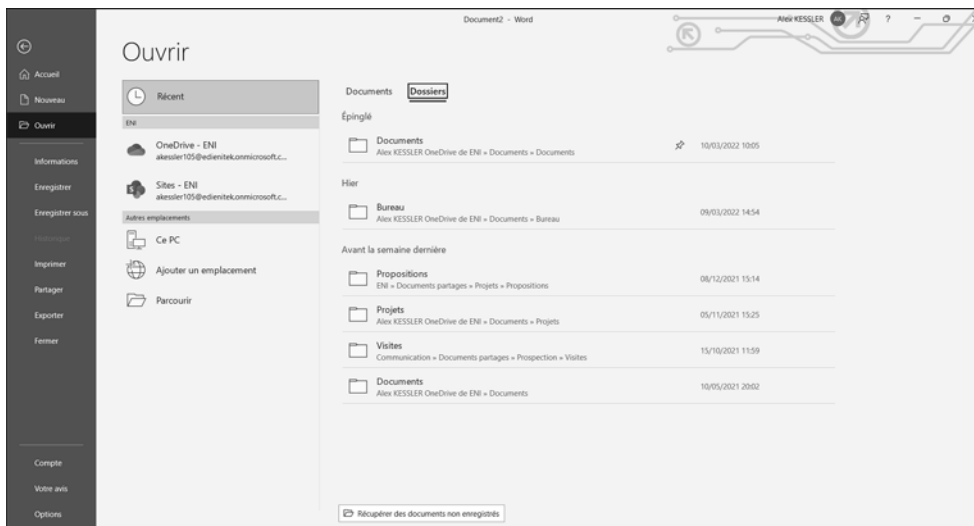 Document2 - Word
Alex KESSLER
AK
?
Ouvrir
Accueil
Nouveau
Ouvrir
Informations
Enregistrer
Enregistrer sous
Historique
Imprimer
Partager
Exporter
Fermer
Compte
Votre avis
Options
Récent
ENI
OneDrive - ENI
akessler105@edienitek.onmicrosoft.c...
Sites - ENI
akessler105@edienitek.onmicrosoft.c...
Autres emplacements
Ce PC
Ajouter un emplacement
Parcourir
Documents Dossiers
Épinglé
Documents
Alex KESSLER OneDrive de ENI » Documents » Documents
10/03/2022 10:05
Hier
Bureau
Alex KESSLER OneDrive de ENI » Documents » Bureau
09/03/2022 14:54
Avant la semaine dernière
Propositions
ENI » Documents partages » Projets » Propositions
08/12/2021 15:14
Projets
Alex KESSLER OneDrive de ENI » Documents » Projets
05/11/2021 15:25
Visites
Communication » Documents partages » Prospection » Visites
15/10/2021 11:59
Documents
Alex KESSLER OneDrive de ENI » Documents
10/05/2021 20:02
Récupérer des documents non enregistrés